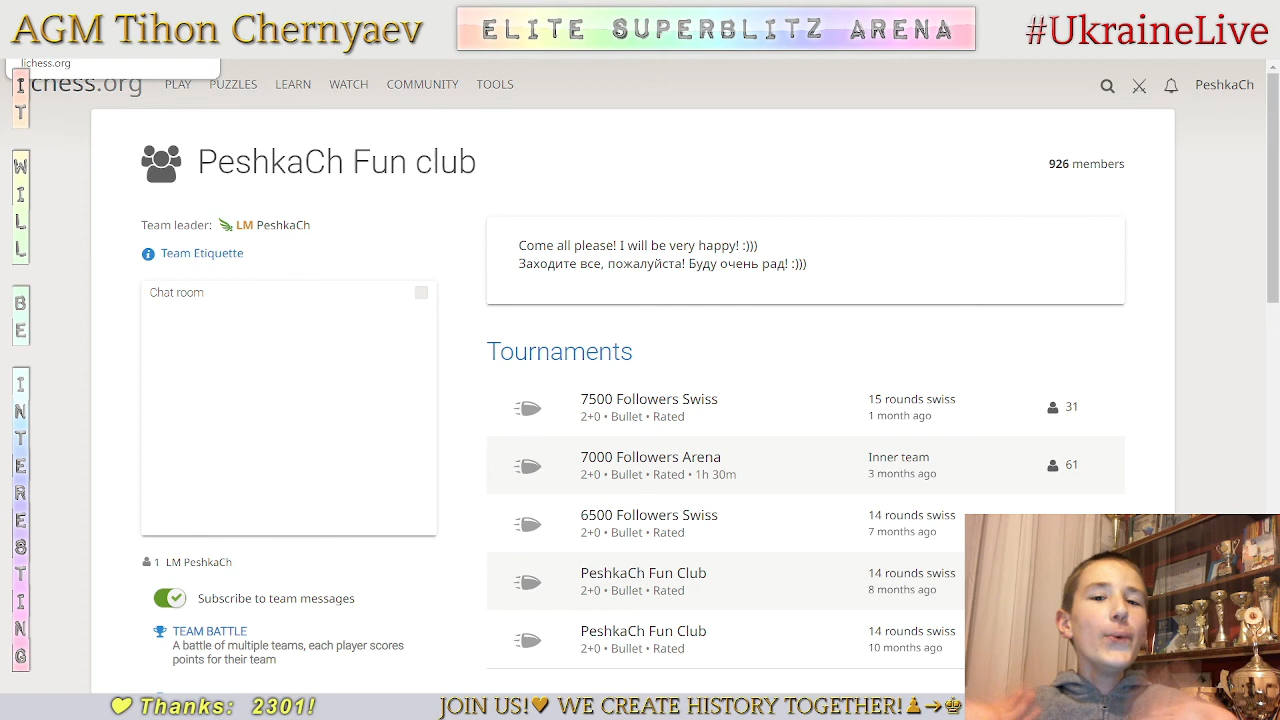 AGM Tihon Chernyaev
ELITE SUPERBLITZ ARENA
#UkraineLive
lichess.org
lichess.org
PLAY PUZZLES LEARN WATCH COMMUNITY TOOLS
PeshkaCh
IT WILL BE INTERESTING
PeshkaCh Fun club
926 members
Team leader: LM PeshkaCh
Team Etiquette
Come all please! I will be very happy! :)))
Заходите все, пожалуйста! Буду очень рад! :)))
Chat room
Tournaments
7500 Followers Swiss
2+0 • Bullet • Rated
15 rounds swiss
1 month ago
31
7000 Followers Arena
2+0 • Bullet • Rated • 1h 30m
Inner team
3 months ago
61
6500 Followers Swiss
2+0 • Bullet • Rated
14 rounds swiss
7 months ago
PeshkaCh Fun Club
2+0 • Bullet • Rated
14 rounds swiss
8 months ago
PeshkaCh Fun Club
2+0 • Bullet • Rated
14 rounds swiss
10 months ago
1 LM PeshkaCh
Subscribe to team messages
TEAM BATTLE
A battle of multiple teams, each player scores
points for their team
Thanks: 2301!
JOIN US!♥ WE CREATE HISTORY TOGETHER!♟→♚